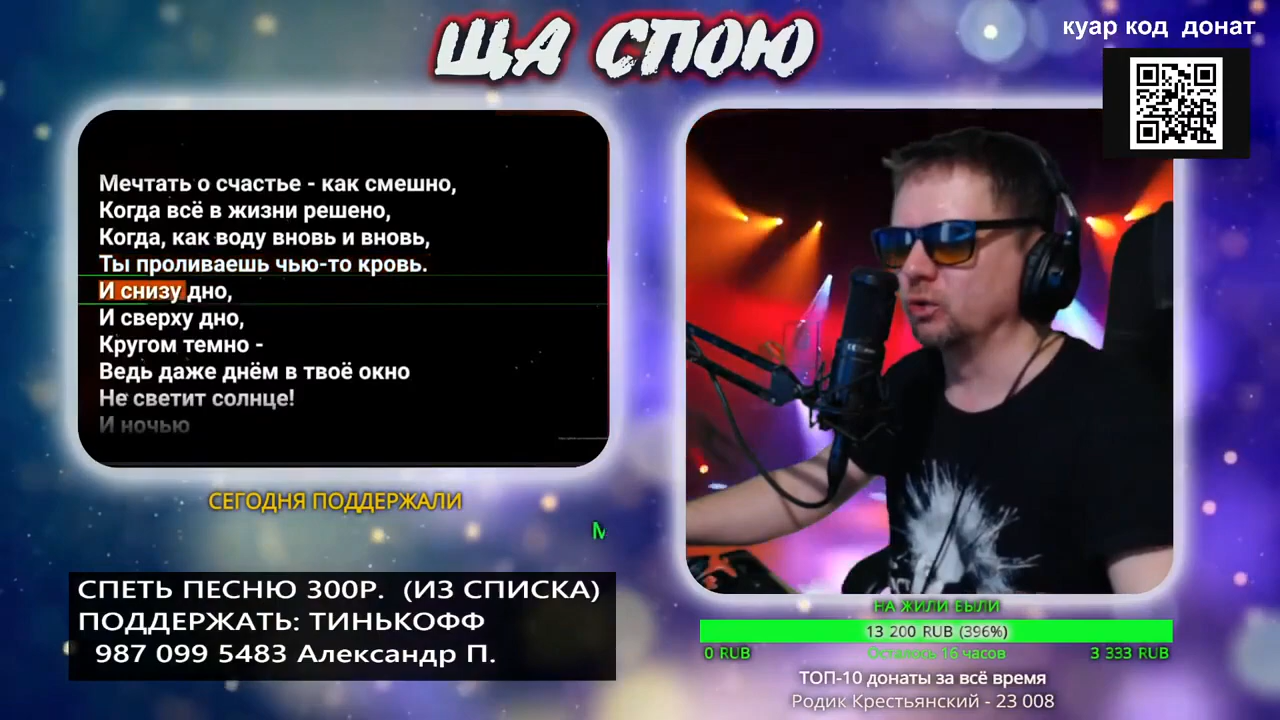 ЩА СПОЮ
куар код донат
Мечтать о счастье - как смешно,
Когда всё в жизни решено,
Когда, как воду вновь и вновь,
Ты проливаешь чью-то кровь.
И снизу дно,
И сверху дно,
Кругом темно -
Ведь даже днём в твоё окно
Не светит солнце!
И ночью
СЕГОДНЯ ПОДДЕРЖАЛИ
М
СПЕТЬ ПЕСНЮ 300Р. (ИЗ СПИСКА)
ПОДДЕРЖАТЬ: ТИНЬКОФФ
987 099 5483 Александр П.
НА ЖИЛИ БЫЛИ
13 200 RUB (396%)
0 RUB
Осталось 16 часов
3 333 RUB
ТОП-10 донаты за всё время
Родик Крестьянский - 23 008